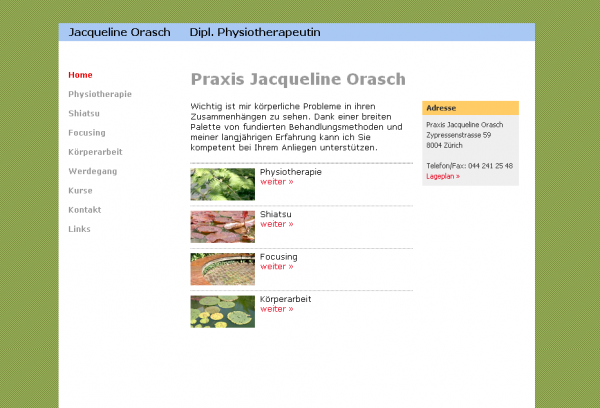 Jacqueline Orasch Dipl. Physiotherapeutin
Home
Physiotherapie
Shiatsu
Focusing
Körperarbeit
Werdegang
Kurse
Kontakt
Links
Praxis Jacqueline Orasch
Wichtig ist mir körperliche Probleme in ihren
Zusammenhängen zu sehen. Dank einer breiten
Palette von fundierten Behandlungsmethoden und
meiner langjährigen Erfahrung kann ich Sie
kompetent bei Ihrem Anliegen unterstützen.
Physiotherapie
weiter »
Shiatsu
weiter »
Focusing
weiter »
Körperarbeit
weiter »
Adresse
Praxis Jacqueline Orasch
Zypressenstrasse 59
8004 Zürich
Telefon/Fax: 044 241 25 48
Lageplan »